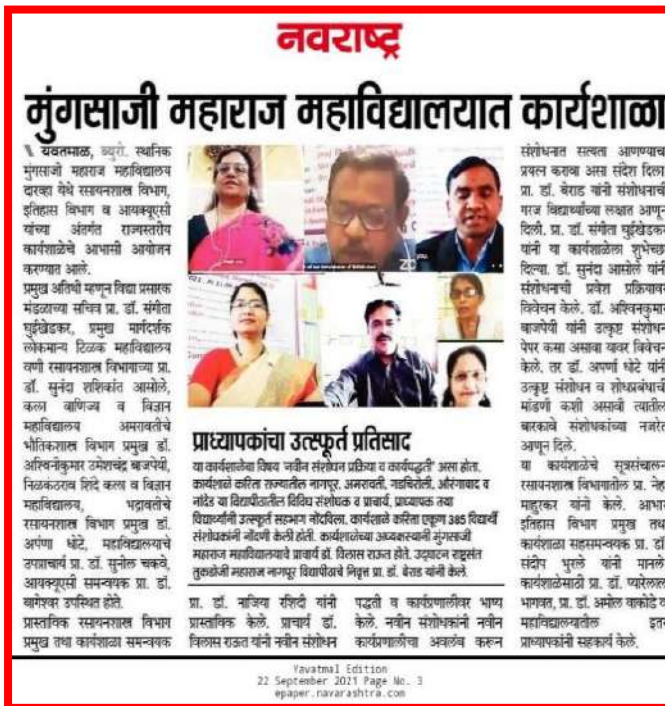 नवराष्ट्र
मुंगसाजी महाराज महाविद्यालयात कार्यशाळा
यवतमाळ, ब्युरो. स्थानिक
मुंगसाजी महाराज महाविद्यालय
दारव्हा येथे रसायनशास्त्र विभाग,
इतिहास विभाग व आयक्यूएसी
यांच्या अंतर्गत राज्यस्तरीय
कार्यशाळेचे आभासी आयोजन
करण्यात आले.
प्रमुख अतिथी म्हणून विद्या प्रसारक
मंडळाच्या सचिव प्रा. डॉ. संगीता
घुईखेडकर, प्रमुख मार्गदर्शक
लोकमान्य टिळक महाविद्यालय
वणी रसायनशास्त्र विभागाच्या प्रा.
डॉ. सुनंदा शशिकांत आसोले,
कला वाणिज्य व विज्ञान
महाविद्यालय अमरावतीचे
भौतिकशास्त्र विभाग प्रमुख डॉ.
अश्विनीकुमार उमेशचंद्र बाजपेयी,
निळकंठराव शिंदे कला व विज्ञान
महाविद्यालय, भद्रावतीचे
रसायनशास्त्र विभाग प्रमुख डॉ.
अपर्णा धोटे, महाविद्यालयाचे
उपप्राचार्य प्रा. डॉ. सुनील चकवे,
आयक्यूएसी समन्वयक प्रा. डॉ.
वागेश्वर उपस्थित होते.
प्रास्ताविक रसायनशास्त्र विभाग
प्रमुख तथा कार्यशाळा समन्वयक
प्राध्यापकांचा उत्स्फूर्त प्रतिसाद
या कार्यशाळेचा विषय 'नवीन संशोधन प्रक्रिया व कार्यपद्धती' असा होता.
कार्यशाळे करिता राज्यातील नागपूर, अमरावती, गडचिरोली, औरंगाबाद व
नांदेड या विद्यापीठातील विविध संशोधक व प्राचार्य, प्राध्यापक तथा
विद्यार्थ्यांनी उत्स्फूर्त सहभाग नोंदविला. कार्यशाळे करिता एकूण 385 विद्यार्थी
संशोधकांनी नोंदणी केली होती. कार्यशाळेच्या अध्यक्षस्थानी मुंगसाजी
महाराज महाविद्यालयाचे प्राचार्य डॉ. विलास राऊत होते. उद्घाटन राष्ट्रसंत
तुकडोजी महाराज नागपूर विद्यापीठाचे निवृत्त प्रा. डॉ. बेराड यांनी केले.
प्रा. डॉ. नाजिया रशिदी यांनी
प्रास्ताविक केले. प्राचार्य डॉ.
विलास राऊत यांनी नवीन संशोधन
पद्धती व कार्यप्रणालीवर भाष्य
केले. नवीन संशोधकांनी नवीन
कार्यप्रणालीचा अवलंब करून
संशोधनात सत्यता आणण्याचा
प्रयत्न करावा असा संदेश दिला.
प्रा. डॉ. बेराड यांनी संशोधनाची
गरज विद्यार्थ्यांच्या लक्षात आणून
दिली. प्रा. डॉ. संगीता घुईखेडकर
यांनी या कार्यशाळेला शुभेच्छा
दिल्या. डॉ. सुनंदा आसोले यांनी
संशोधनाची प्रवेश प्रक्रियावर
विवेचन केले. डॉ. अश्विनकुमार
बाजपेयी यांनी उत्कृष्ट संशोधन
पेपर कसा असावा यावर विवेचन
केले. तर डॉ. अपर्णा धोटे यांनी
उत्कृष्ट संशोधन व शोधप्रबंधाची
मांडणी कशी असावी त्यातील
बारकावे संशोधकांच्या नजरेत
आणून दिले.
या कार्यशाळेचे सूत्रसंचालन
रसायनशास्त्र विभागातील प्रा. नेहा
माहुरकर यांनी केले. आभार
इतिहास विभाग प्रमुख तथा
कार्यशाळा सहसमन्वयक प्रा. डॉ.
संदीप भुरले यांनी मानले.
कार्यशाळेसाठी प्रा. डॉ. प्यारेलाल
भागवत, प्रा. डॉ. अमोल वाकोडे व
महाविद्यालयातील इतर
प्राध्यापकांनी सहकार्य केले.
Yavatmal Edition
22 September 2021 Page No. 3
epaper.navarashtra.com